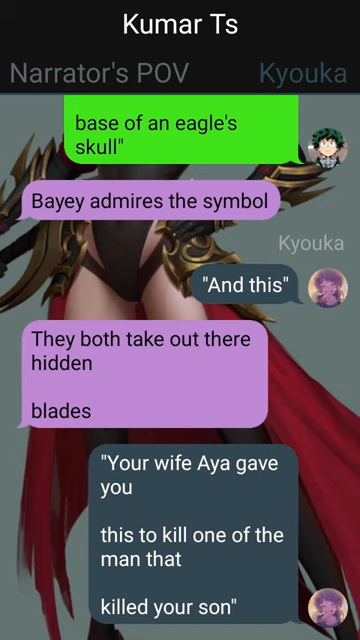 Kumar Ts
Narrator's POV
Kyouka
base of an eagle's
skull"
Bayey admires the symbol
Kyouka
"And this"
They both take out there
hidden
blades
"Your wife Aya gave
you
this to kill one of the
man that
killed your son"